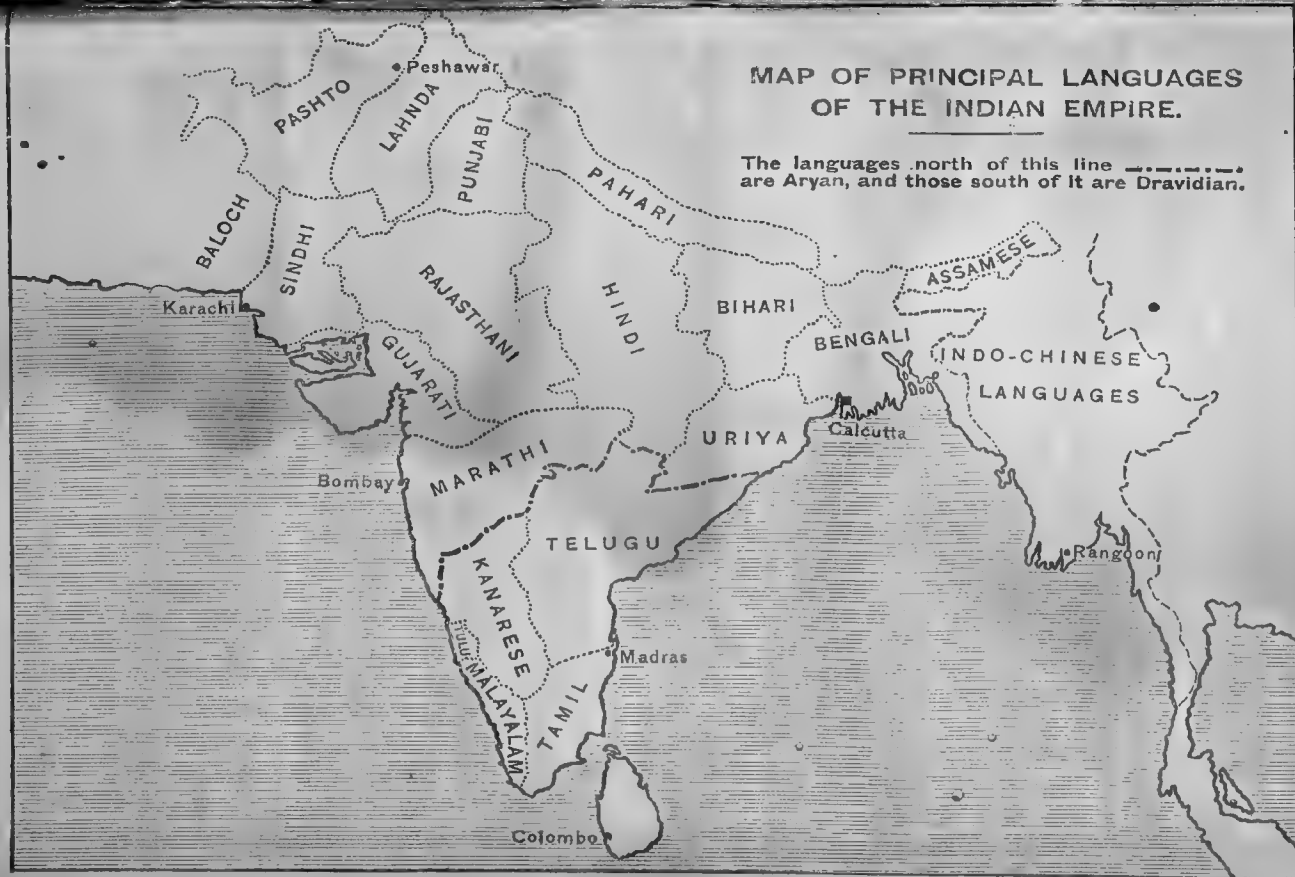 MAP OF PRINCIPAL LANGUAGES
OF THE INDIAN EMPIRE.
The languages north of this line
are Aryan, and those south of it are Dravidian.
Peshawar
PASHTO
LAHNDA
PUNJABI
PAHARI
BALOCH
SINDHI
ASSAMESE
Karachi
RAJASTHANI
HINDI
BIHARI
GUJARATI
BENGALI
INDO-CHINESE
LANGUAGES
Calcutta
URIYA
MARATHI
Bombay
TELUGU
Rangoon
KANARESE
Tulu
Madras
MALAYALAM
TAMIL
Colombo